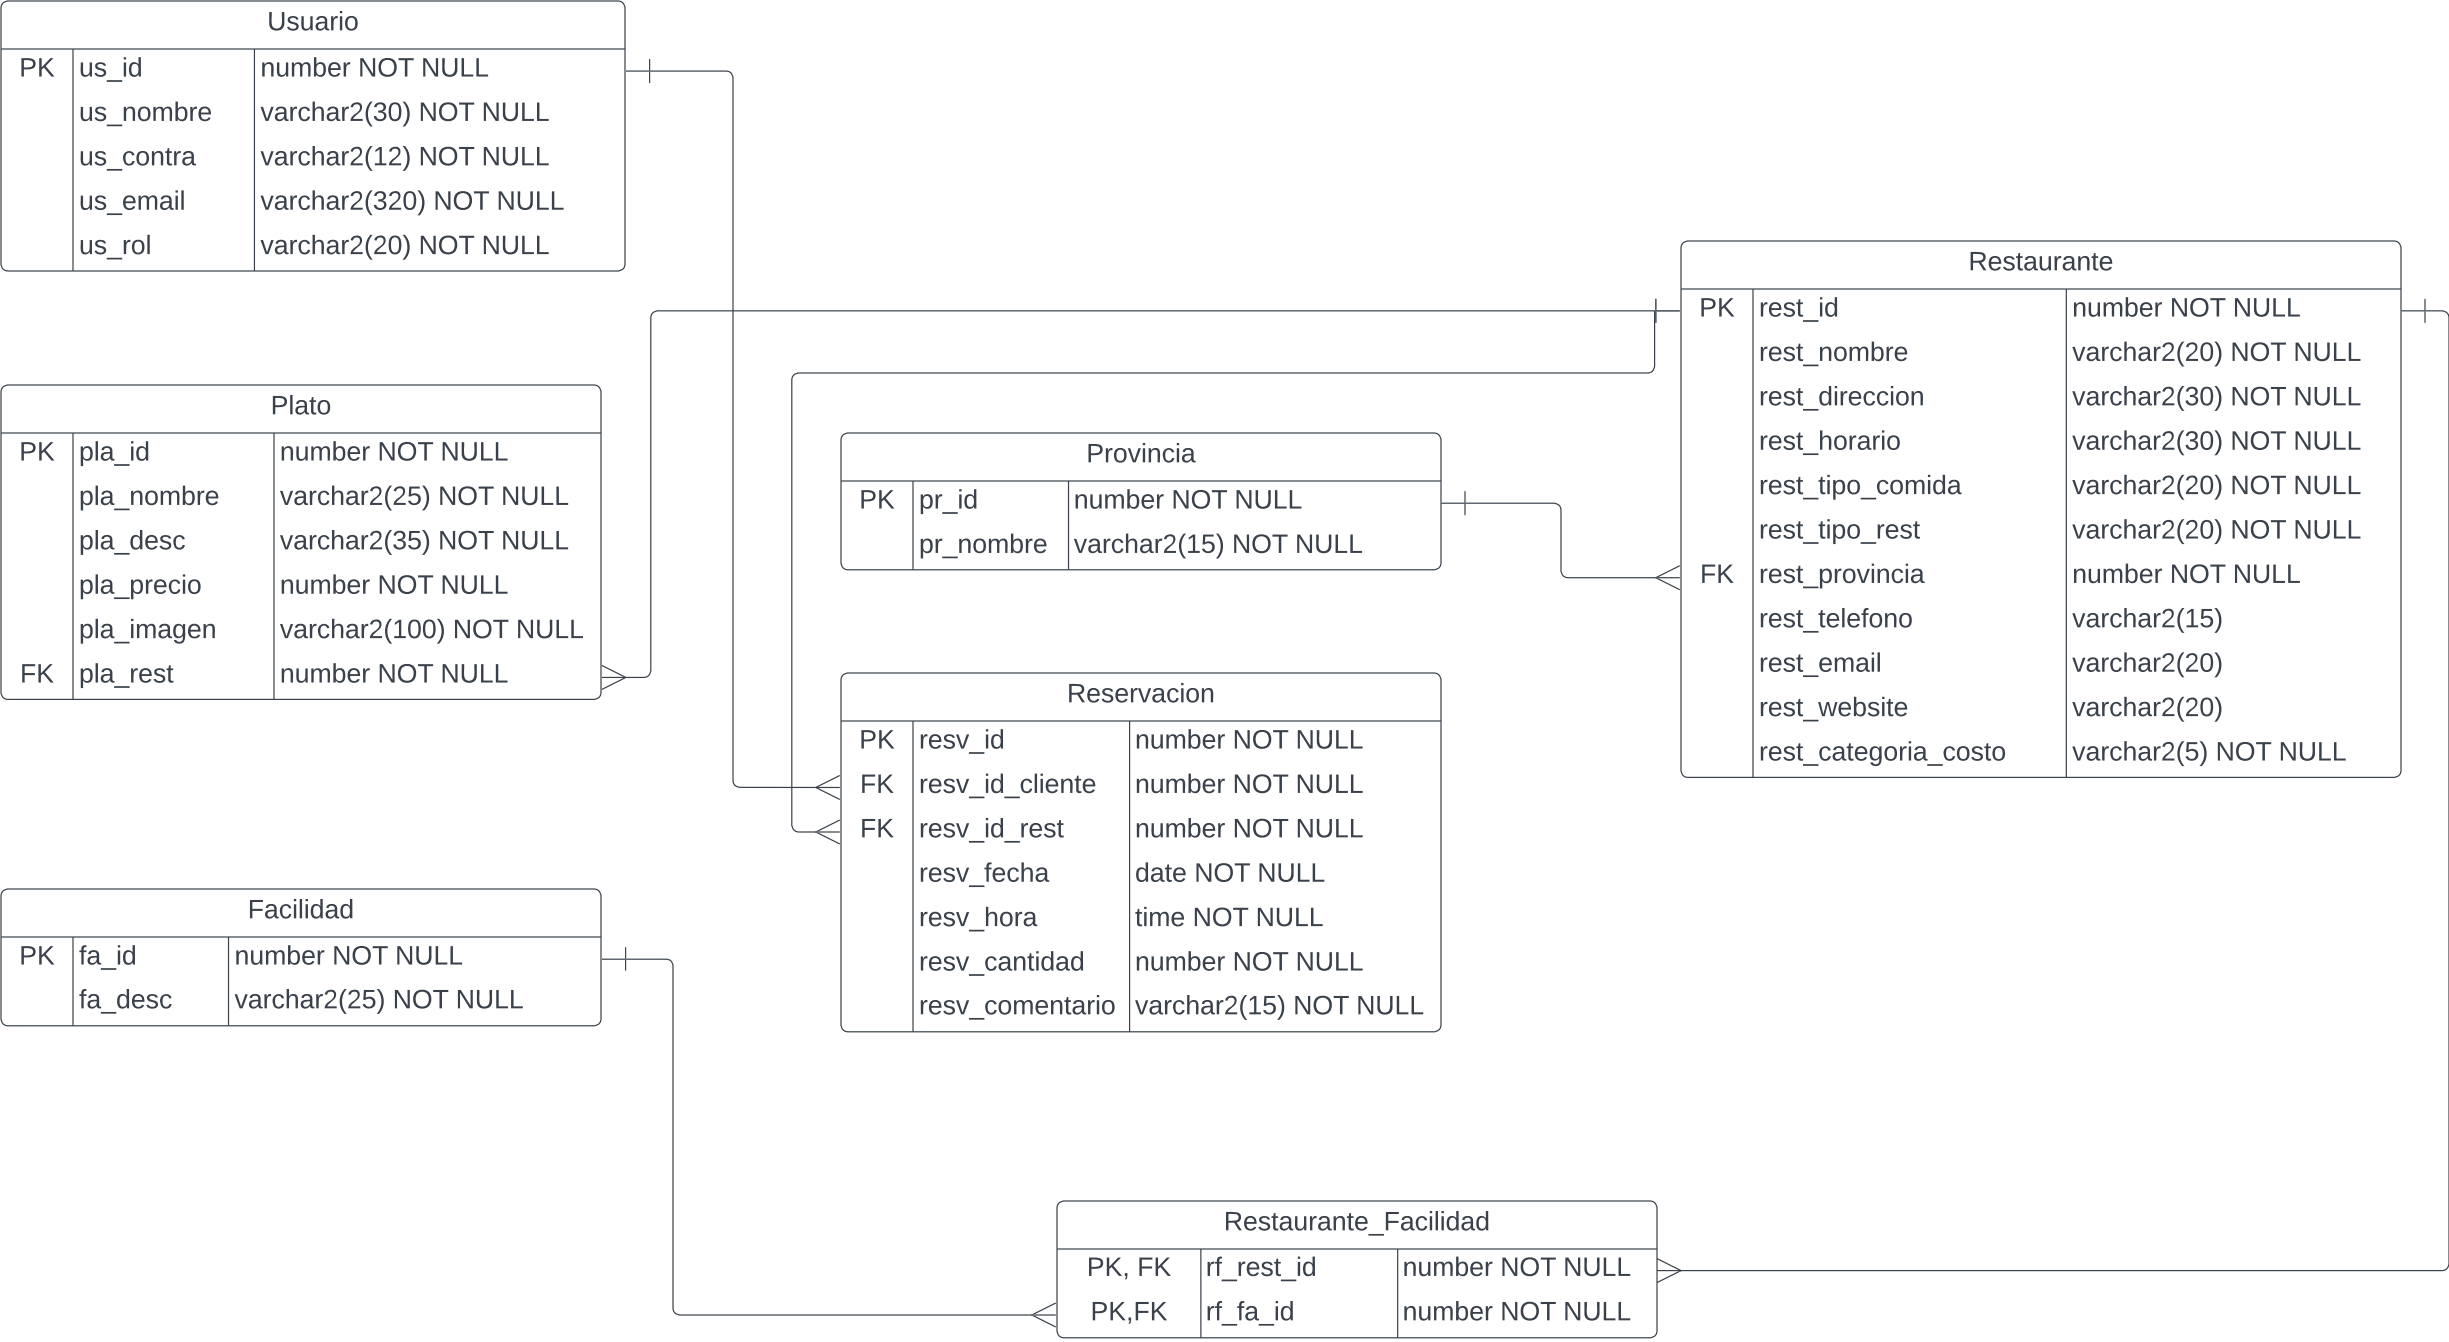 Usuario
PK us_id number NOT NULL
us_nombre varchar2(30) NOT NULL
us_contra varchar2(12) NOT NULL
us_email varchar2(320) NOT NULL
us_rol varchar2(20) NOT NULL
Restaurante
PK rest_id number NOT NULL
rest_nombre varchar2(20) NOT NULL
rest_direccion varchar2(30) NOT NULL
rest_horario varchar2(30) NOT NULL
rest_tipo_comida varchar2(20) NOT NULL
rest_tipo_rest varchar2(20) NOT NULL
FK rest_provincia number NOT NULL
rest_telefono varchar2(15)
rest_email varchar2(20)
rest_website varchar2(20)
rest_categoria_costo varchar2(5) NOT NULL
Plato
PK pla_id number NOT NULL
pla_nombre varchar2(25) NOT NULL
pla_desc varchar2(35) NOT NULL
pla_precio number NOT NULL
pla_imagen varchar2(100) NOT NULL
FK pla_rest number NOT NULL
Provincia
PK pr_id number NOT NULL
pr_nombre varchar2(15) NOT NULL
Reservacion
PK resv_id number NOT NULL
FK resv_id_cliente number NOT NULL
FK resv_id_rest number NOT NULL
resv_fecha date NOT NULL
resv_hora time NOT NULL
resv_cantidad number NOT NULL
resv_comentario varchar2(15) NOT NULL
Facilidad
PK fa_id number NOT NULL
fa_desc varchar2(25) NOT NULL
Restaurante_Facilidad
PK, FK rf_rest_id number NOT NULL
PK,FK rf_fa_id number NOT NULL